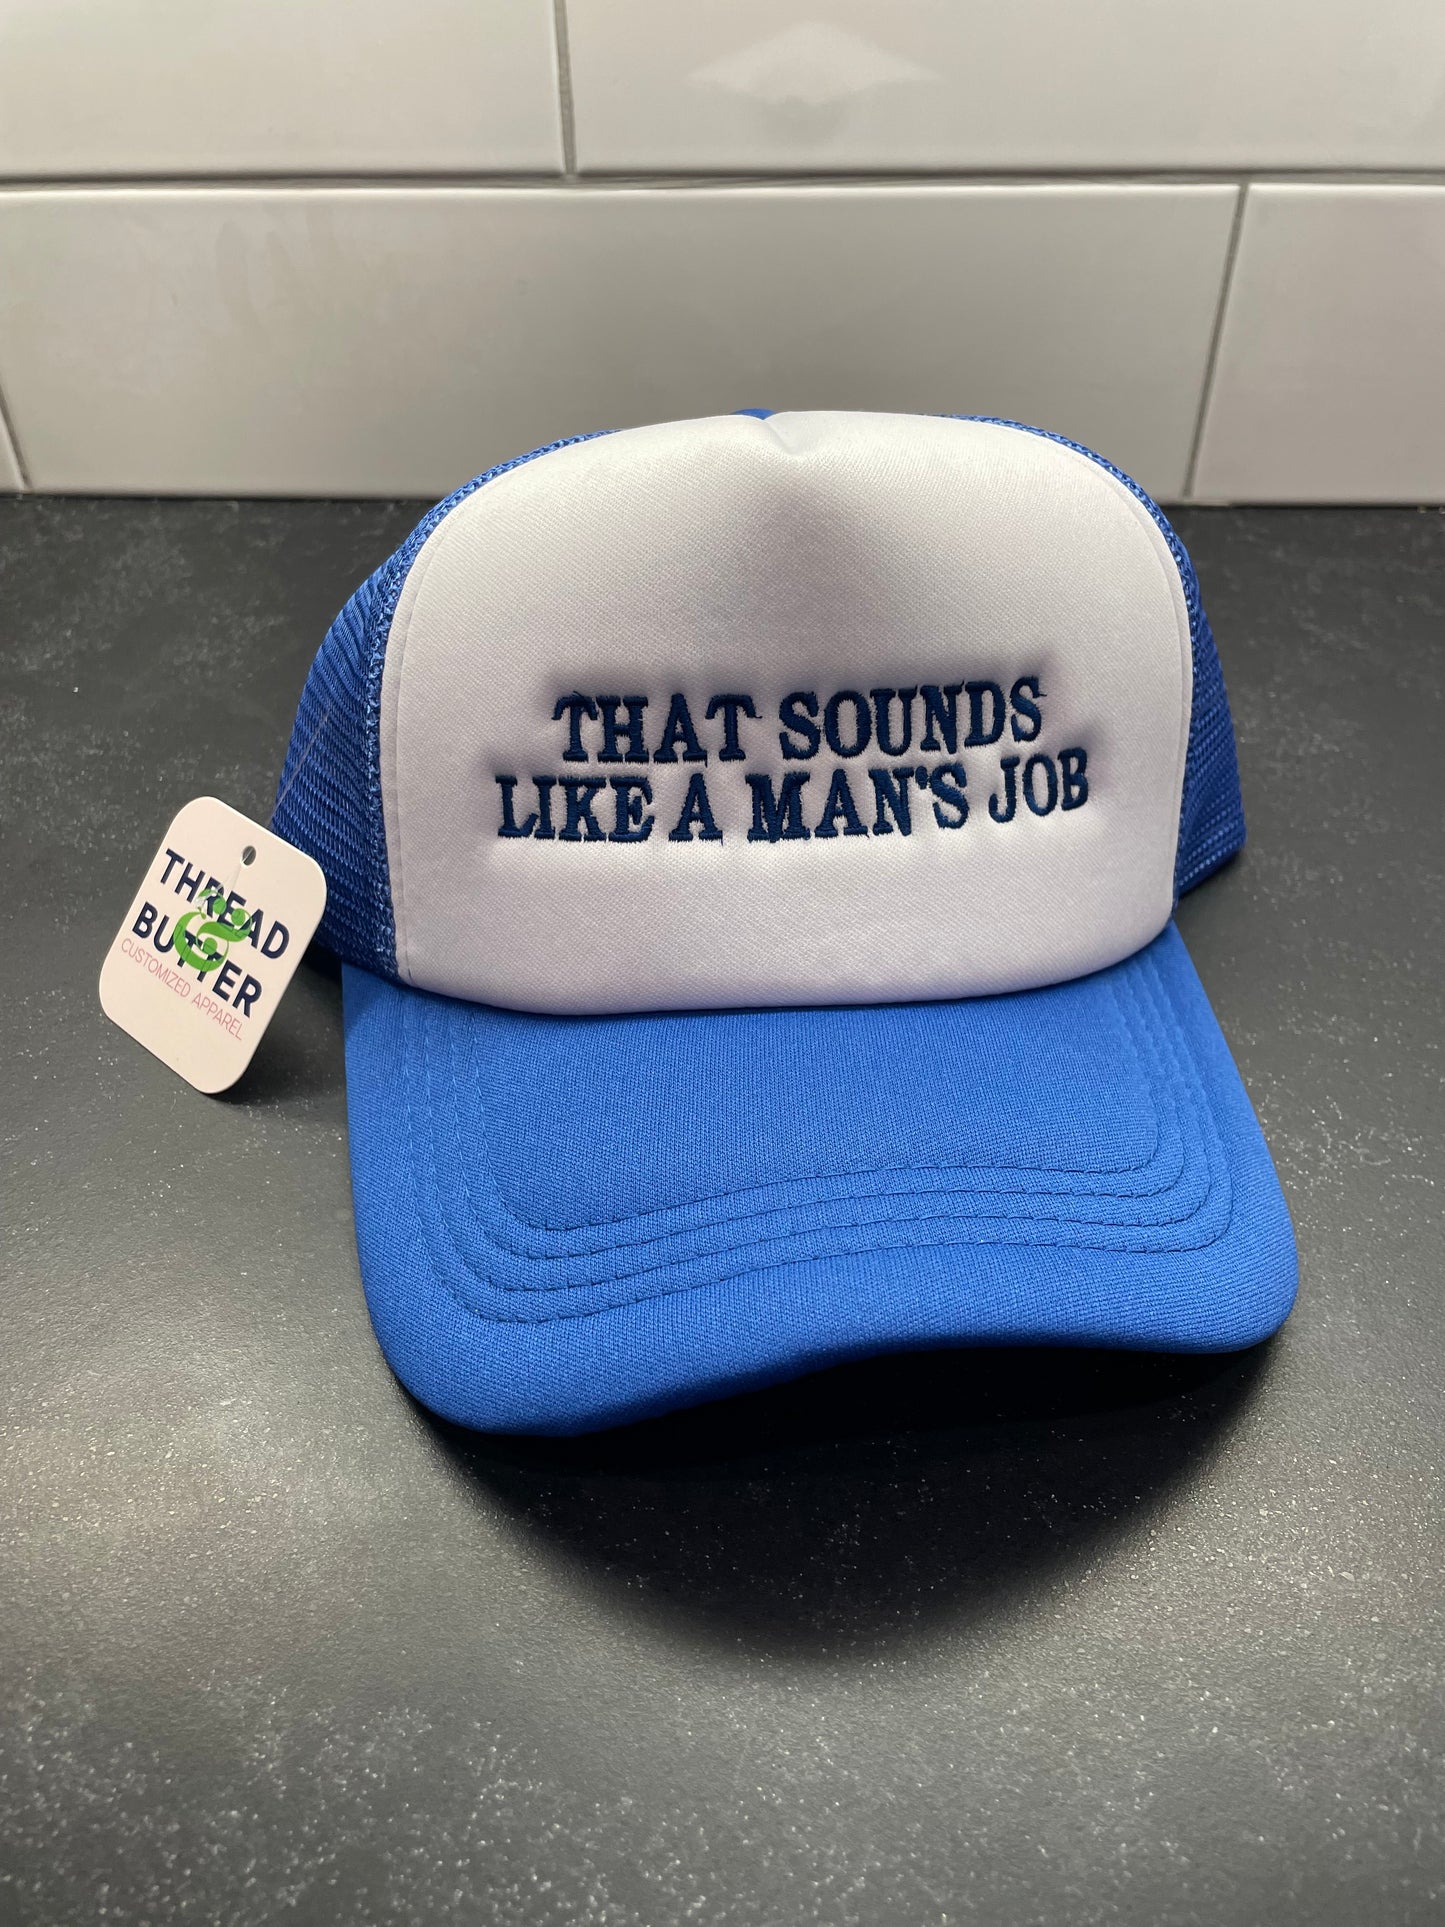 THAT SOUNDS
LIKE A MAN'S JOB
THREAD
&
BUTTER
CUSTOMIZED APPAREL